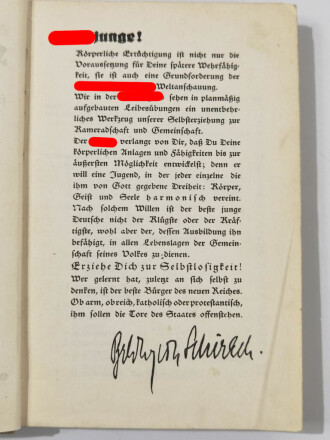 junge!
Körperliche Ertüchtigung ist nicht nur die
Voraussetzung für Deine spätere Wehrfähig-
keit, sie ist auch eine Grundforderung der
Weltanschauung.
Wir in der sehen in planmäßig
aufgebauten Leibesübungen ein unentbehr-
liches Werkzeug unserer Selbsterziehung zur
Kameradschaft und Gemeinschaft.
Der verlangt von Dir, daß Du Deine
körperlichen Anlagen und Fähigkeiten bis zur
äußersten Möglichkeit entwickelst; denn er
will eine Jugend, in der jeder einzelne die
ihm von Gott gegebene Dreiheit: Körper,
Geist und Seele harmonisch vereint.
Nach solchem Willen ist der beste junge
Deutsche nicht der Klügste oder der Kräf-
tigste, wohl aber der, dessen Ausbildung ihn
befähigt, in allen Lebenslagen der Gemein-
schaft seines Volkes zu dienen.
Erziehe Dich zur Selbstlosigkeit!
Wer gelernt hat, zuletzt an sich selbst zu
denken, ist der beste Bürger des neuen Reiches.
Ob arm, ob reich, katholisch oder protestantisch,
ihm sollen die Tore des Staates offenstehen.
Baldur von Schirach.